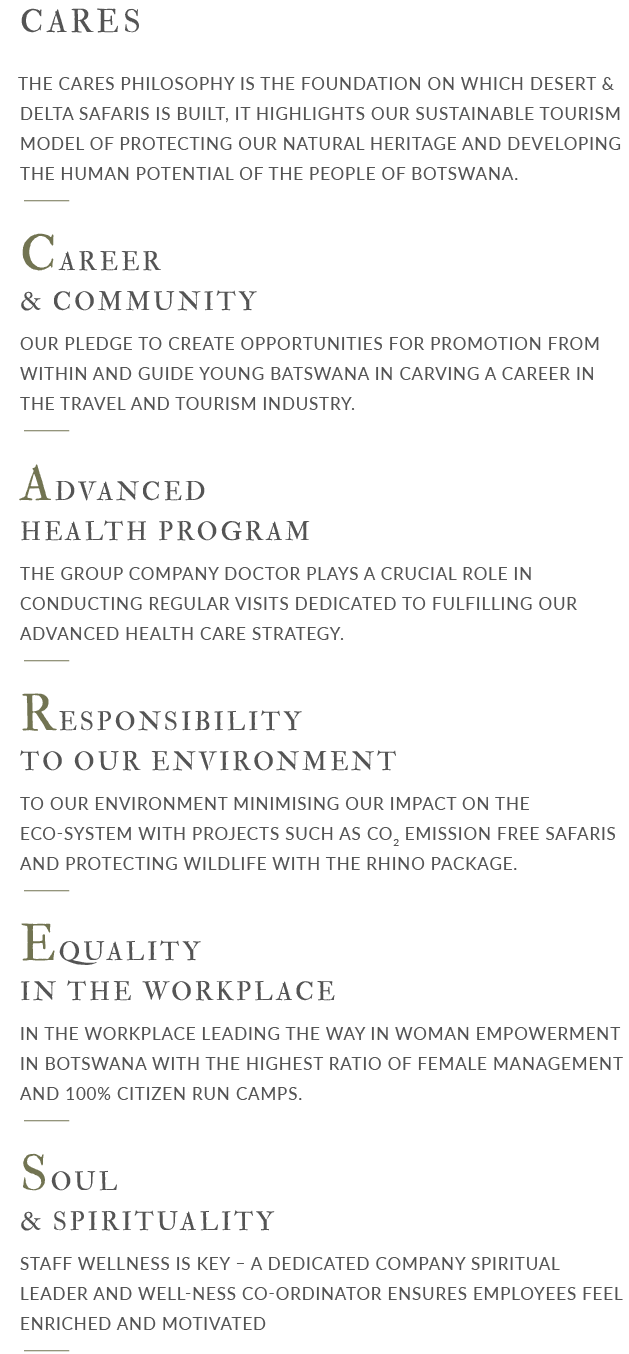 CARES
THE CARES PHILOSOPHY IS THE FOUNDATION ON WHICH DESERT &
DELTA SAFARIS IS BUILT, IT HIGHLIGHTS OUR SUSTAINABLE TOURISM
MODEL OF PROTECTING OUR NATURAL HERITAGE AND DEVELOPING
THE HUMAN POTENTIAL OF THE PEOPLE OF BOTSWANA.
CAREER
& COMMUNITY
OUR PLEDGE TO CREATE OPPORTUNITIES FOR PROMOTION FROM
WITHIN AND GUIDE YOUNG BATSWANA IN CARVING A CAREER IN
THE TRAVEL AND TOURISM INDUSTRY.
ADVANCED
HEALTH PROGRAM
THE GROUP COMPANY DOCTOR PLAYS A CRUCIAL ROLE IN
CONDUCTING REGULAR VISITS DEDICATED TO FULFILLING OUR
ADVANCED HEALTH CARE STRATEGY.
RESPONSIBILITY
TO OUR ENVIRONMENT
TO OUR ENVIRONMENT MINIMISING OUR IMPACT ON THE
ECO-SYSTEM WITH PROJECTS SUCH AS CO₂ EMISSION FREE SAFARIS
AND PROTECTING WILDLIFE WITH THE RHINO PACKAGE.
EQUALITY
IN THE WORKPLACE
IN THE WORKPLACE LEADING THE WAY IN WOMAN EMPOWERMENT
IN BOTSWANA WITH THE HIGHEST RATIO OF FEMALE MANAGEMENT
AND 100% CITIZEN RUN CAMPS.
SOUL
& SPIRITUALITY
STAFF WELLNESS IS KEY – A DEDICATED COMPANY SPIRITUAL
LEADER AND WELL-NESS CO-ORDINATOR ENSURES EMPLOYEES FEEL
ENRICHED AND MOTIVATED